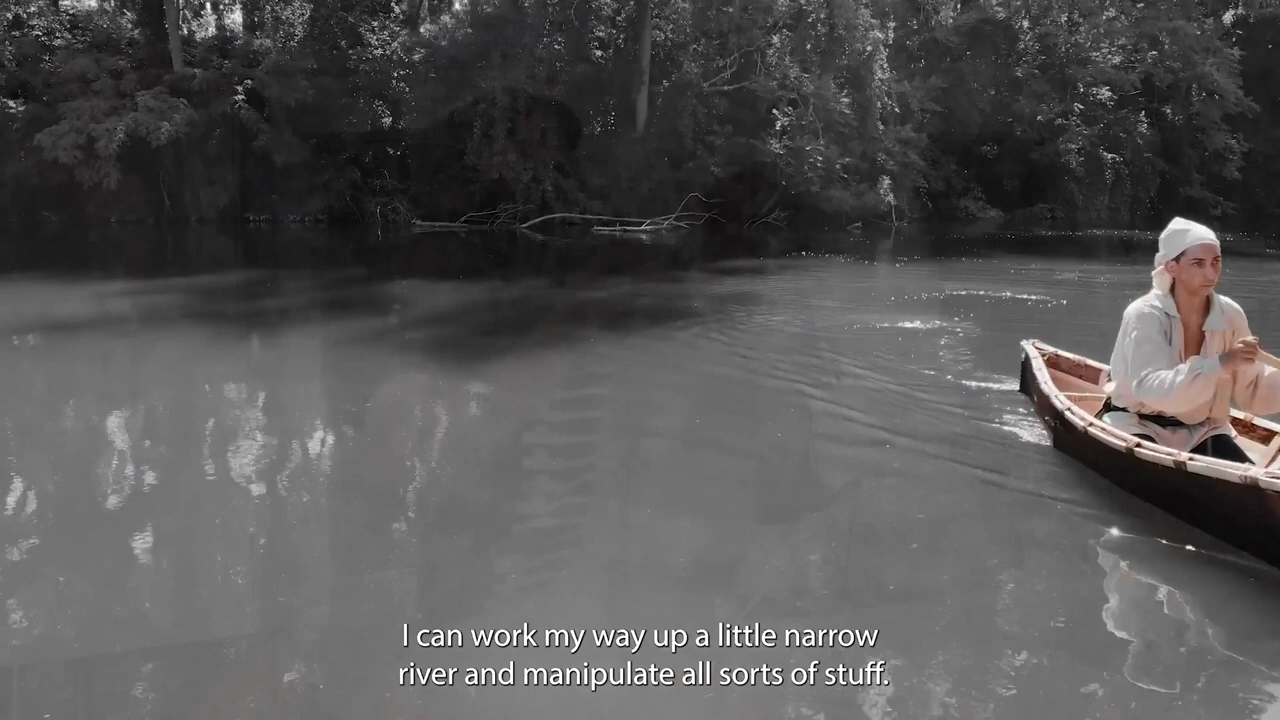 I can work my way up a little narrow
river and manipulate all sorts of stuff.